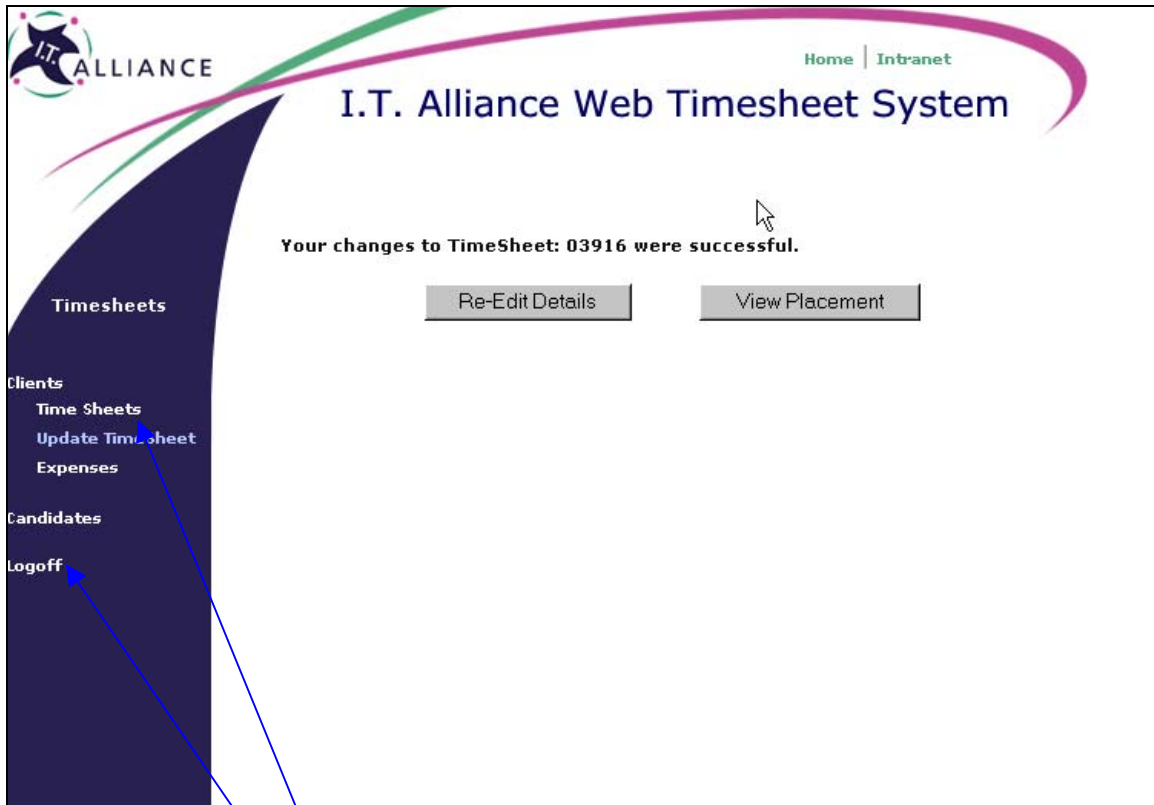 I.T. ALLIANCE
Home | Intranet
I.T. Alliance Web Timesheet System
Your changes to TimeSheet: 03916 were successful.
Re-Edit Details
View Placement
Timesheets
Clients
Time Sheets
Update Timesheet
Expenses
Candidates
Logoff